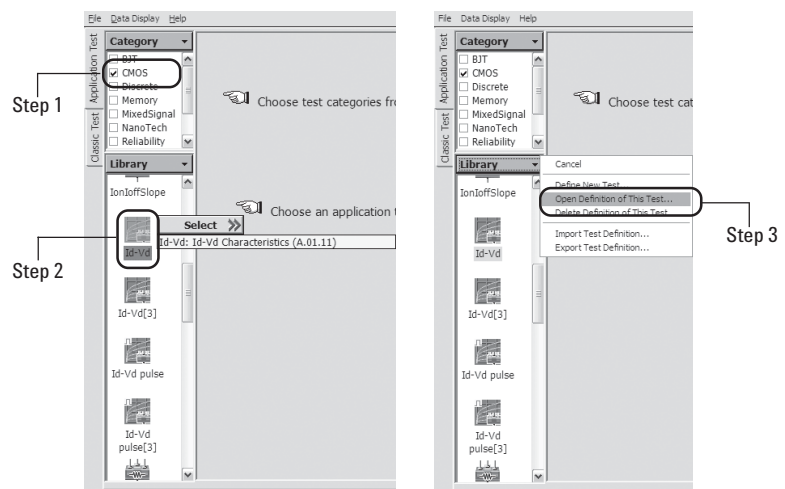 File Data Display Help
Application Test
Classic Test
Category
BJT
CMOS
Discrete
Memory
MixedSignal
NanoTech
Reliability
Choose test categories fro
Step 1
Library
IonIoffSlope
Choose an application t
Select
Id-Vd: Id-Vd Characteristics (A.01.11)
Id-Vd
Step 2
Id-Vd[3]
Id-Vd pulse
Id-Vd
pulse[3]
File Data Display Help
Application Test
Classic Test
Category
BJT
CMOS
Discrete
Memory
MixedSignal
NanoTech
Reliability
Choose test cat
Library
Cancel
Define New Test...
Open Definition of This Test...
Delete Definition of This Test
Import Test Definition...
Export Test Definition...
Step 3
IonIoffSlope
Id-Vd
Id-Vd[3]
Id-Vd pulse
Id-Vd
pulse[3]